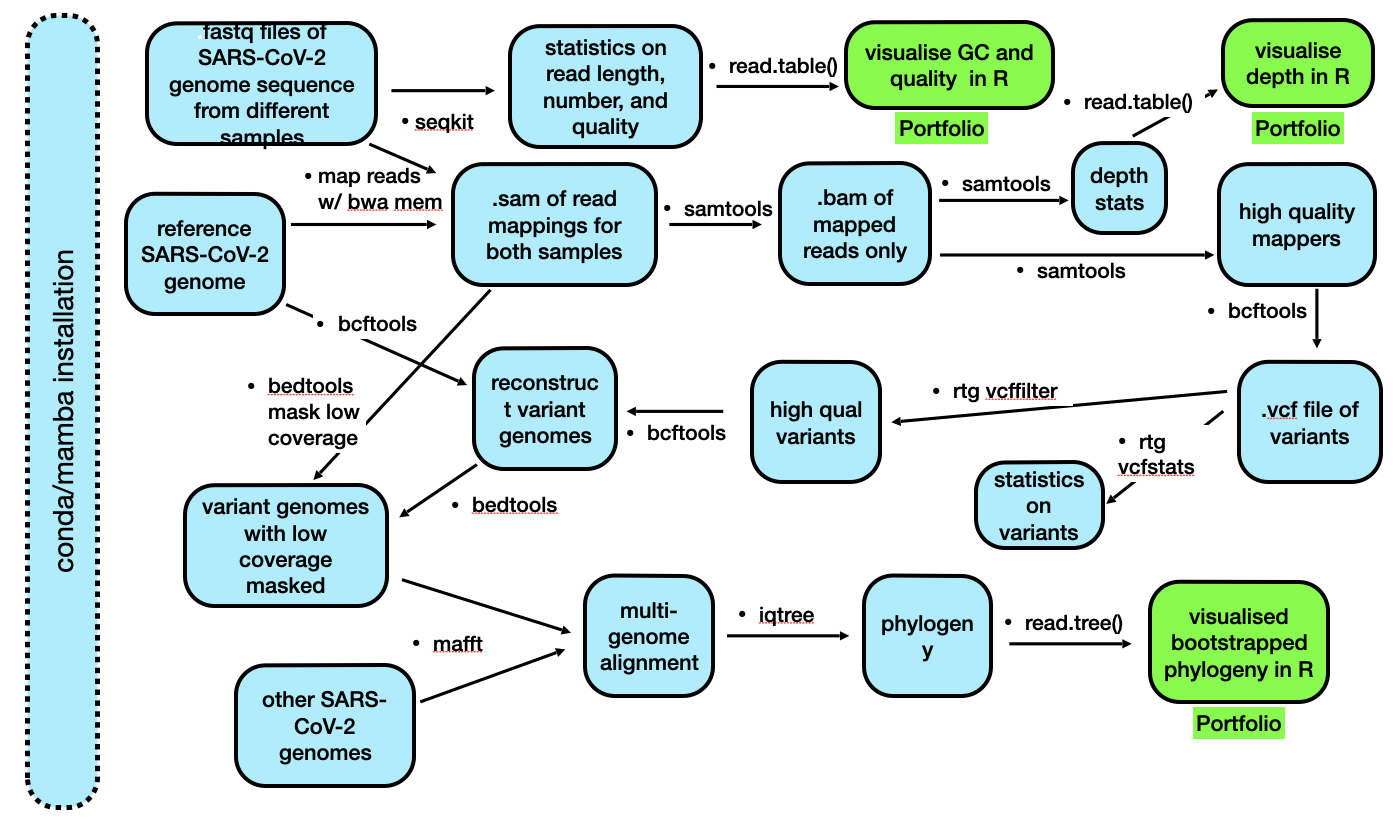 conda/mamba installation
.fastq files of
SARS-CoV-2
genome sequence
from different
samples
• seqkit
statistics on
read length,
number, and
quality
• read.table()
visualise GC and
quality in R
Portfolio
• read.table()
visualise
depth in R
Portfolio
• map reads
w/ bwa mem
reference
SARS-CoV-2
genome
.sam of read
mappings for
both samples
• samtools
.bam of
mapped
reads only
• samtools
depth
stats
• samtools
high quality
mappers
• bcftools
• bcftools
• bedtools
mask low
coverage
reconstruc
t variant
genomes
• bcftools
high qual
variants
• rtg vcffilter
.vcf file of
variants
• rtg
vcfstats
statistics
on
variants
• bedtools
variant genomes
with low
coverage
masked
• mafft
other SARS-
CoV-2
genomes
multi-
genome
alignment
• iqtree
phylogen
y
• read.tree()
visualised
bootstrapped
phylogeny in R
Portfolio